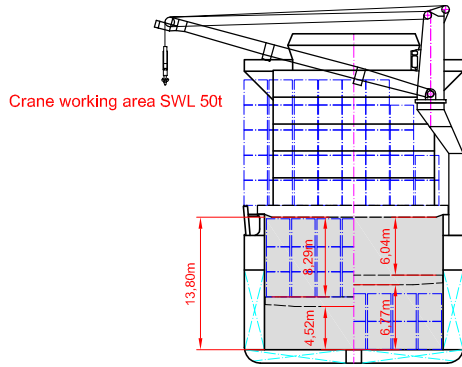 Crane working area SWL 50t
13,80m
8,29m
6,04m
4,52m
6,77m